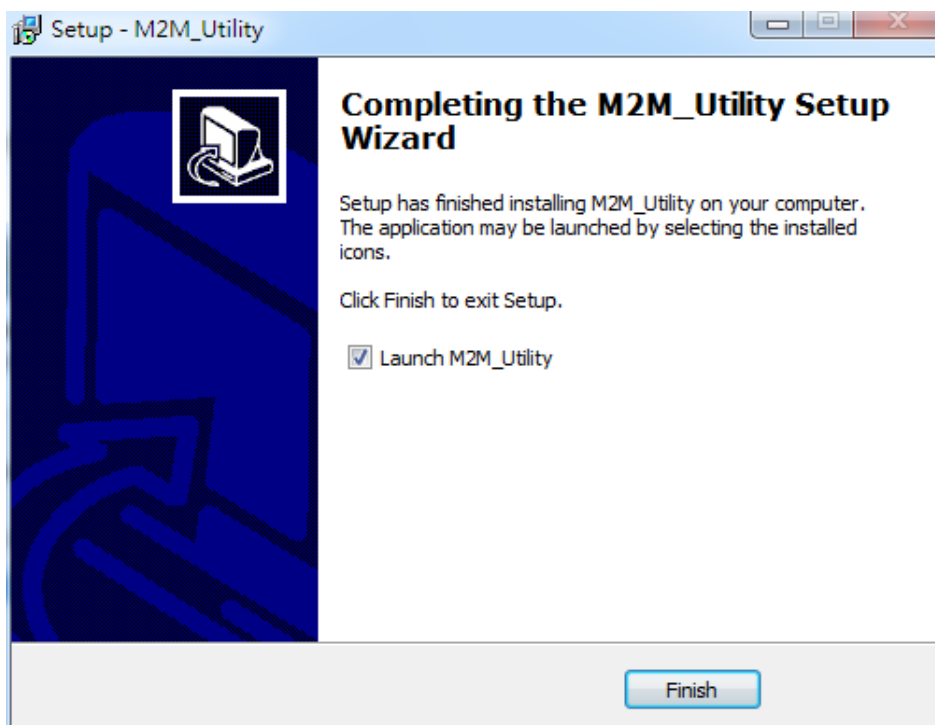 Setup - M2M_Utility
Completing the M2M_Utility Setup
Wizard
Setup has finished installing M2M_Utility on your computer.
The application may be launched by selecting the installed
icons.
Click Finish to exit Setup.
Launch M2M_Utility
Finish